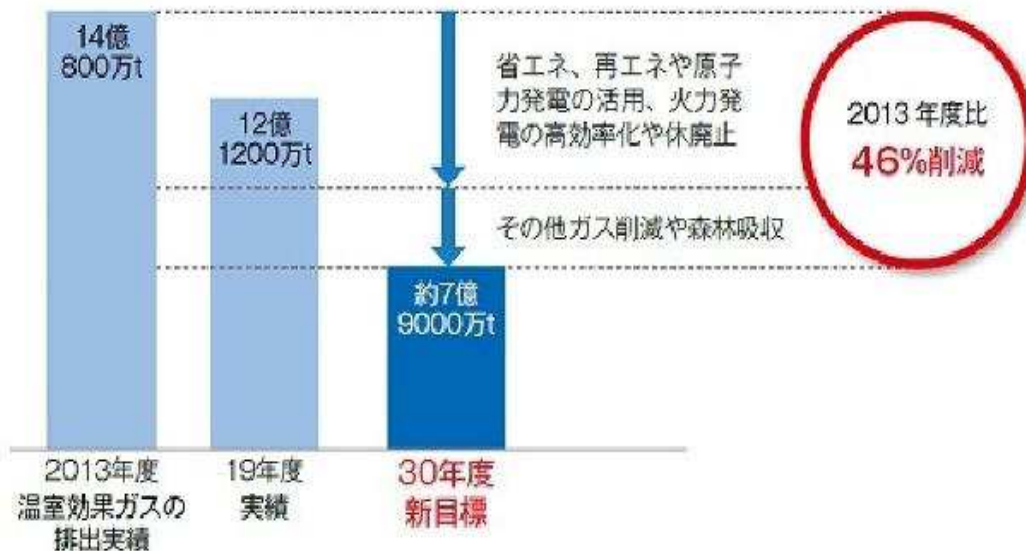 14億
800万t
12億
1200万t
省エネ、再エネや原子
力発電の活用、火力発
電の高効率化や休廃止
2013年度比
46%削減
その他ガス削減や森林吸収
約7億
9000万t
2013年度
温室効果ガスの
排出実績
19年度
実績
30年度
新目標